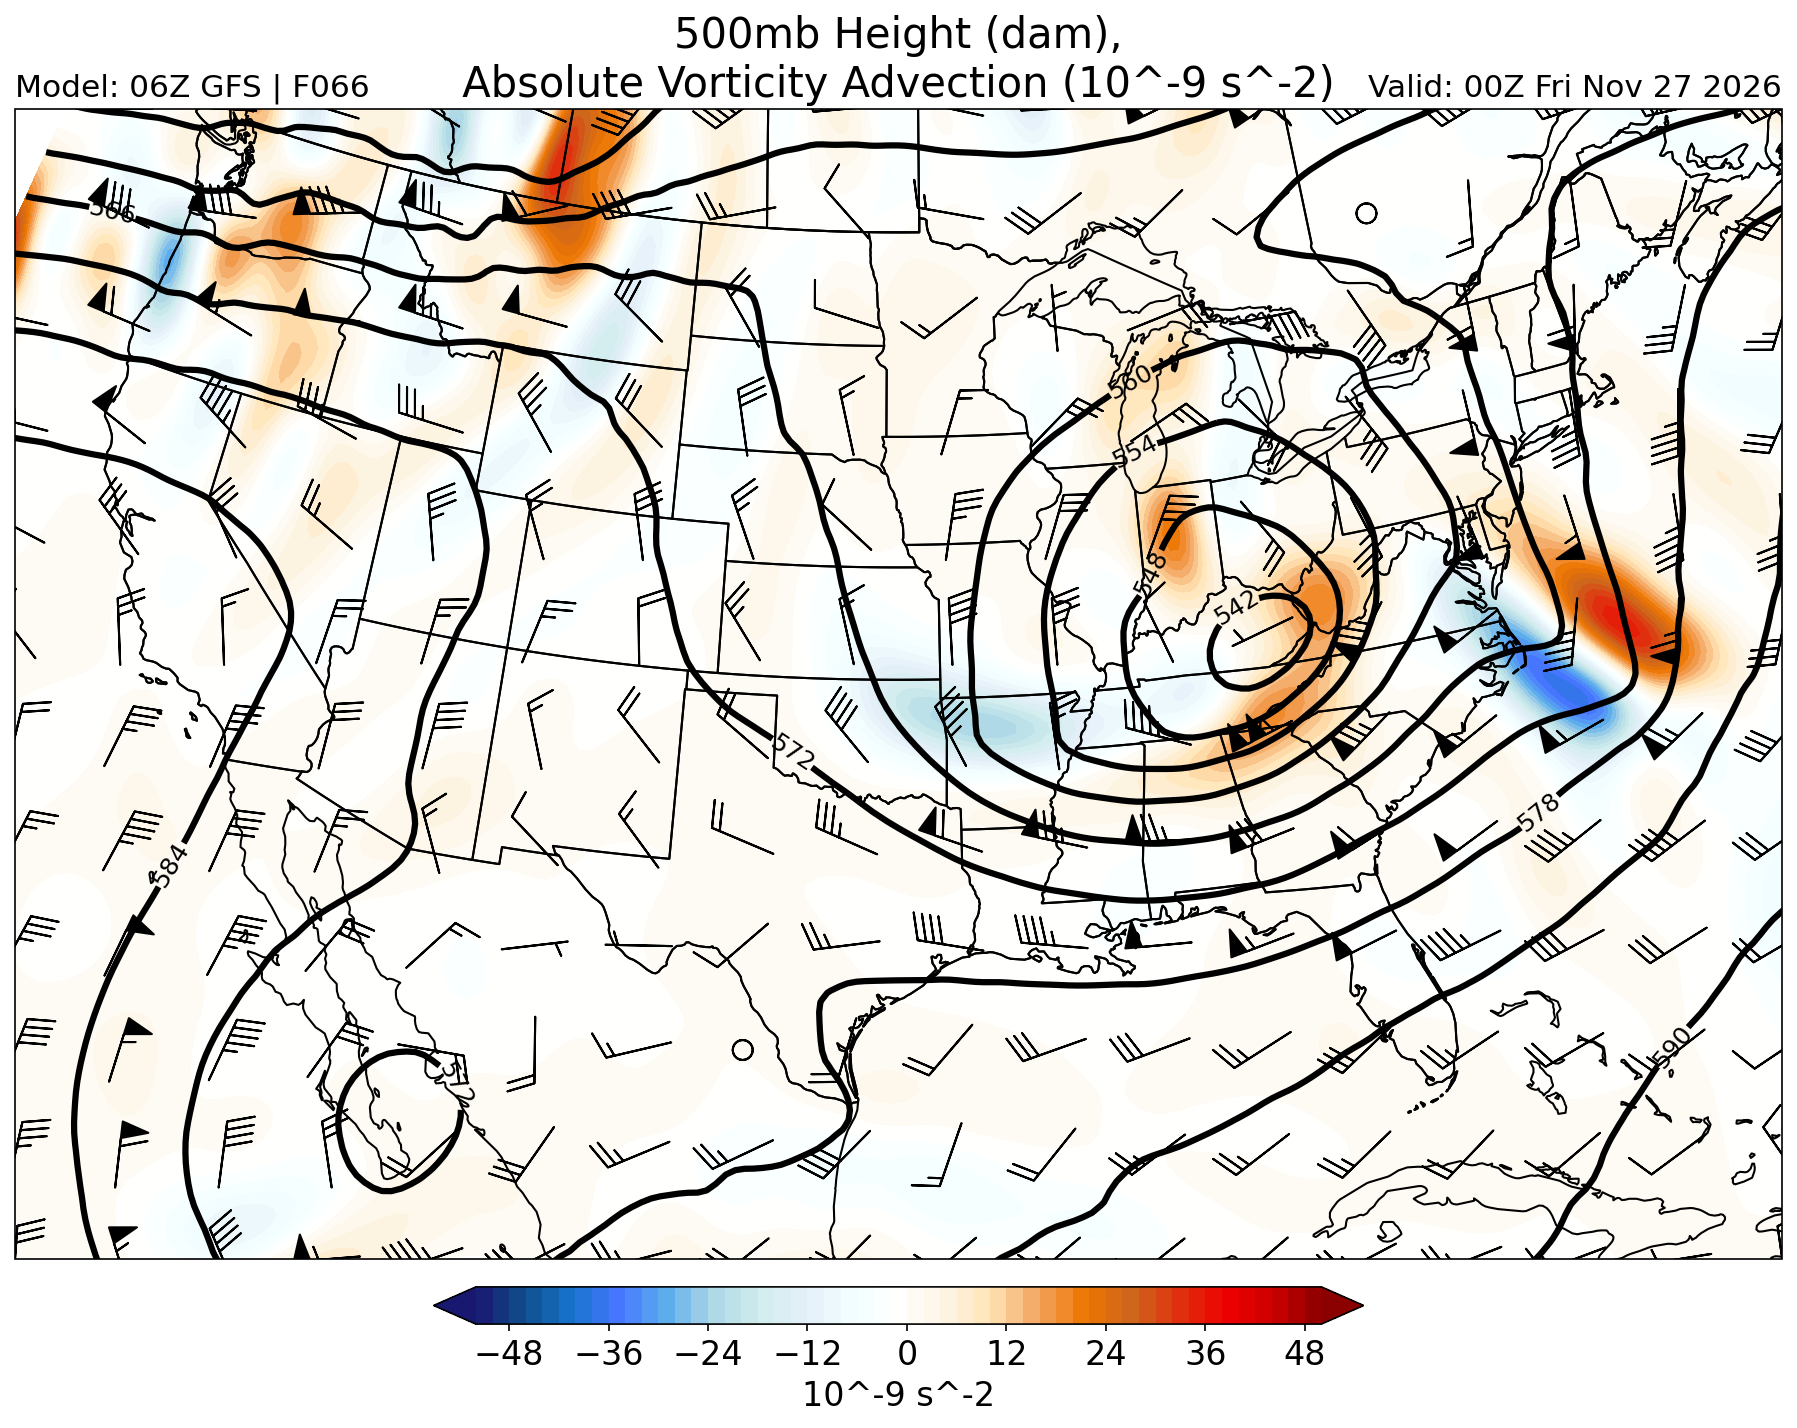 500mb Height (dam),
Model: 06Z GFS | F066
Absolute Vorticity Advection (10^-9 s^-2)
Valid: 00Z Fri Nov 27 2026
566
560
554
548
542
572
578
584
590
−48 −36 −24 −12 0 12 24 36 48
10^-9 s^-2